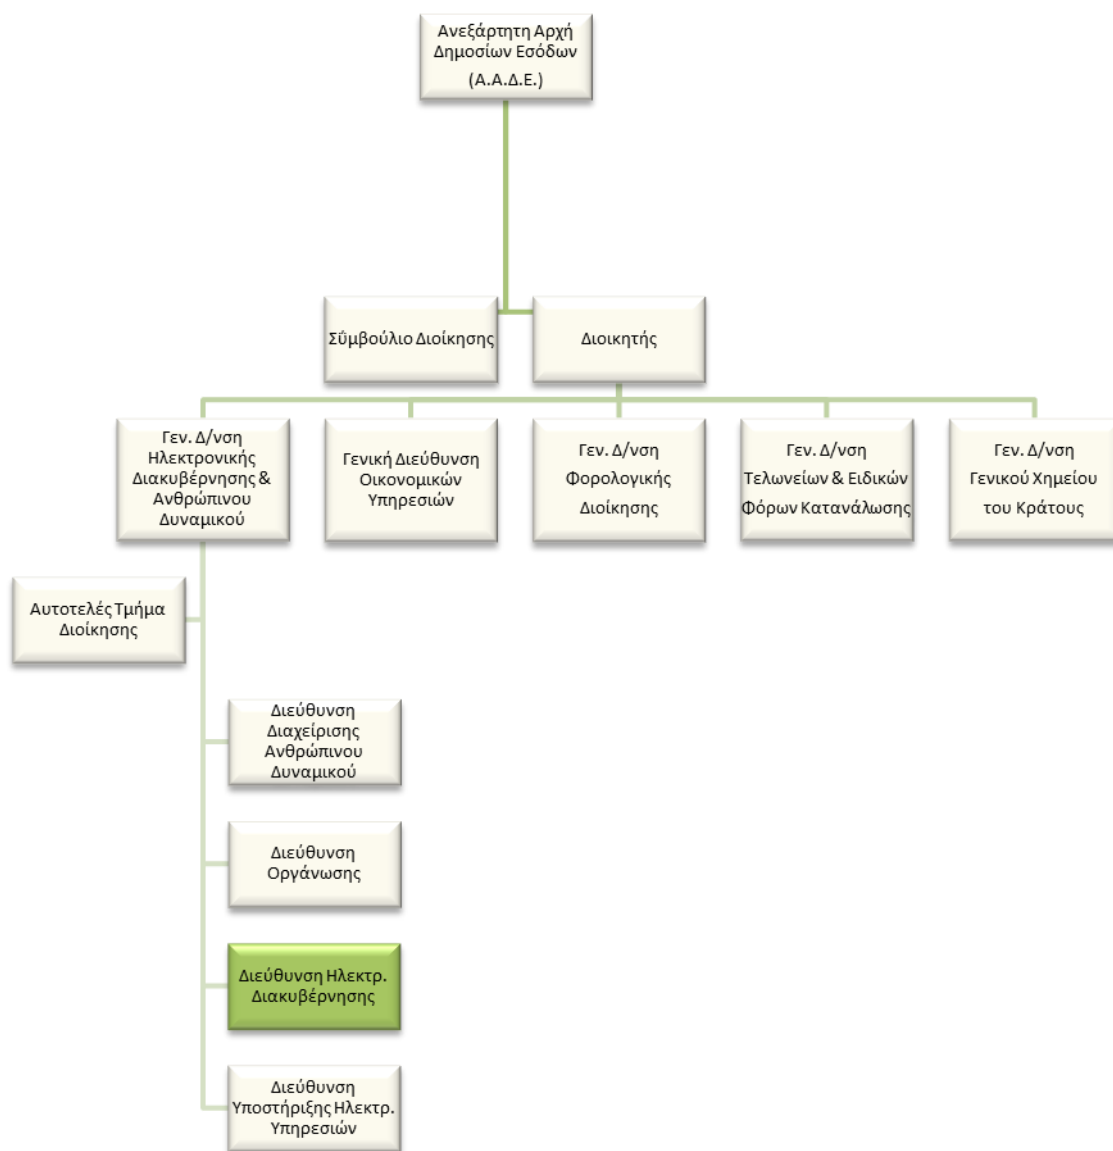 Ανεξάρτητη Αρχή
Δημοσίων Εσόδων
(Α.Α.Δ.Ε.)
Σΰμβούλιο Διοίκησης
Διοικητής
Γεν. Δ/νση
Ηλεκτρονικής
Διακυβέρνησης &
Ανθρώπινου
Δυναμικού
Γενική Διεύθυνση
Οικονομικών
Υπηρεσιών
Γεν. Δ/νση
Φορολογικής
Διοίκησης
Γεν. Δ/νση
Τελωνείων & Ειδικών
Φόρων Κατανάλωσης
Γεν. Δ/νση
Γενικού Χημείου
του Κράτους
Αυτοτελές Τμήμα
Διοίκησης
Διεύθυνση
Διαχείρισης
Ανθρώπινου
Δυναμικού
Διεύθυνση
Οργάνωσης
Διεύθυνση Ηλεκτρ.
Διακυβέρνησης
Διεύθυνση
Υποστήριξης Ηλεκτρ.
Υπηρεσιών